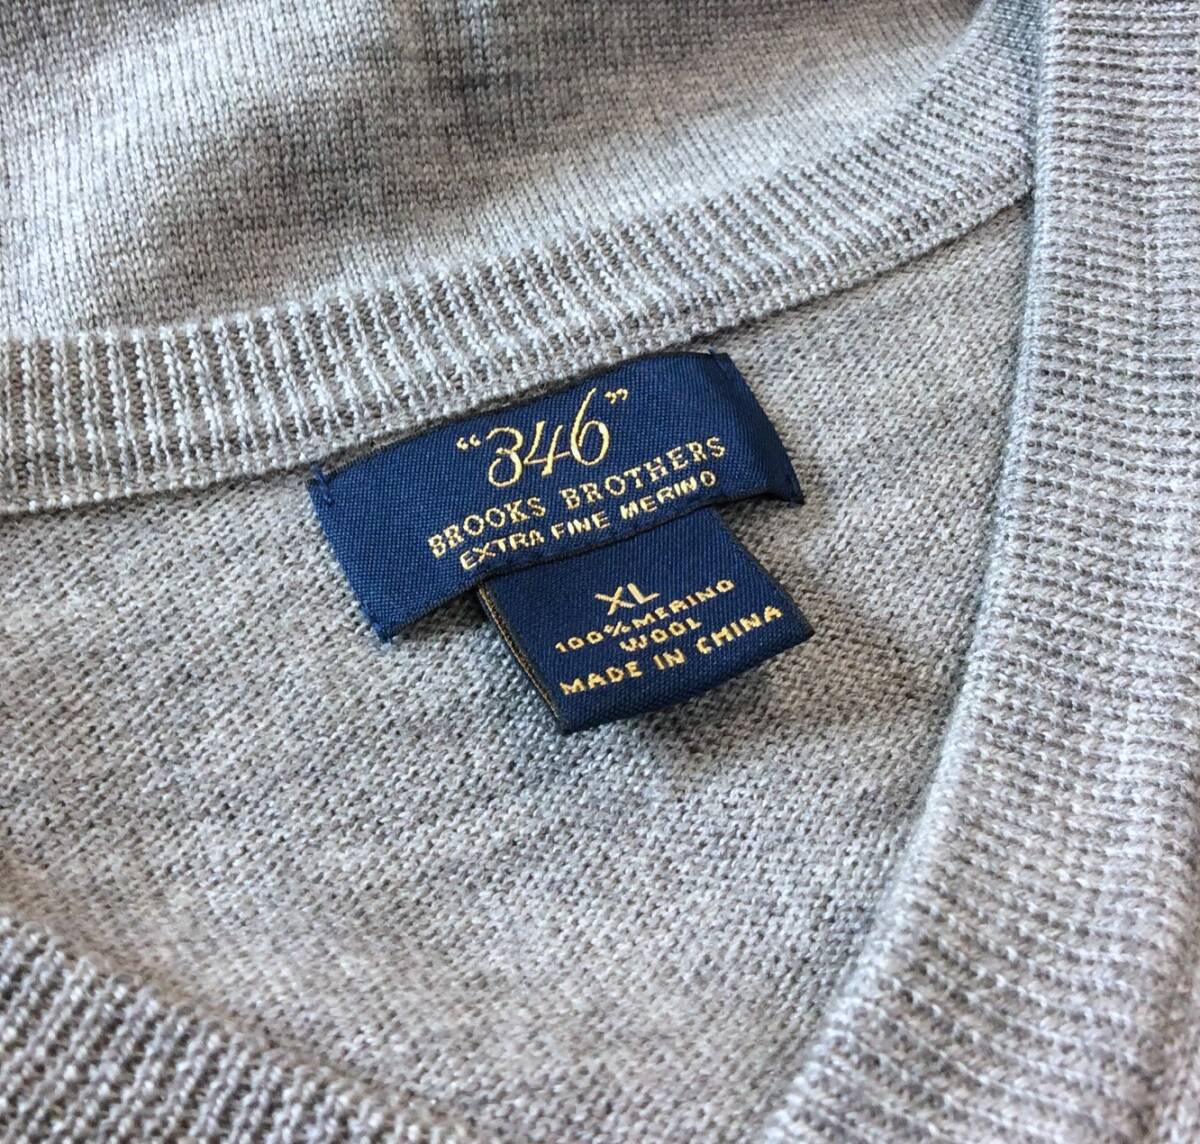 “346”
BROOKS BROTHERS
EXTRA FINE MERINO
XL
100%MERINO
WOOL
MADE IN CHINA